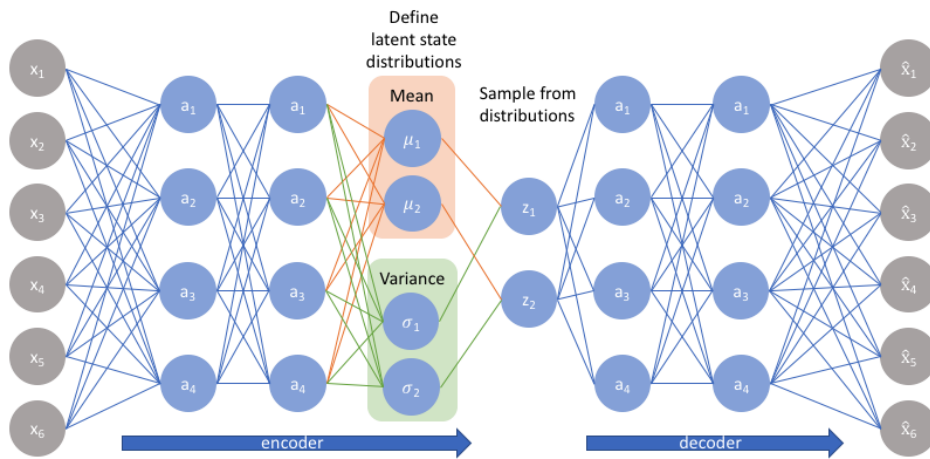 Define
latent state
distributions
Mean
Sample from
distributions
Variance
x₁
x₂
x₃
x₄
x₅
x₆
a₁
a₂
a₃
a₄
a₁
a₂
a₃
a₄
μ₁
μ₂
σ₁
σ₂
z₁
z₂
a₁
a₂
a₃
a₄
a₁
a₂
a₃
a₄
x̂₁
x̂₂
x̂₃
x̂₄
x̂₅
x̂₆
encoder
decoder